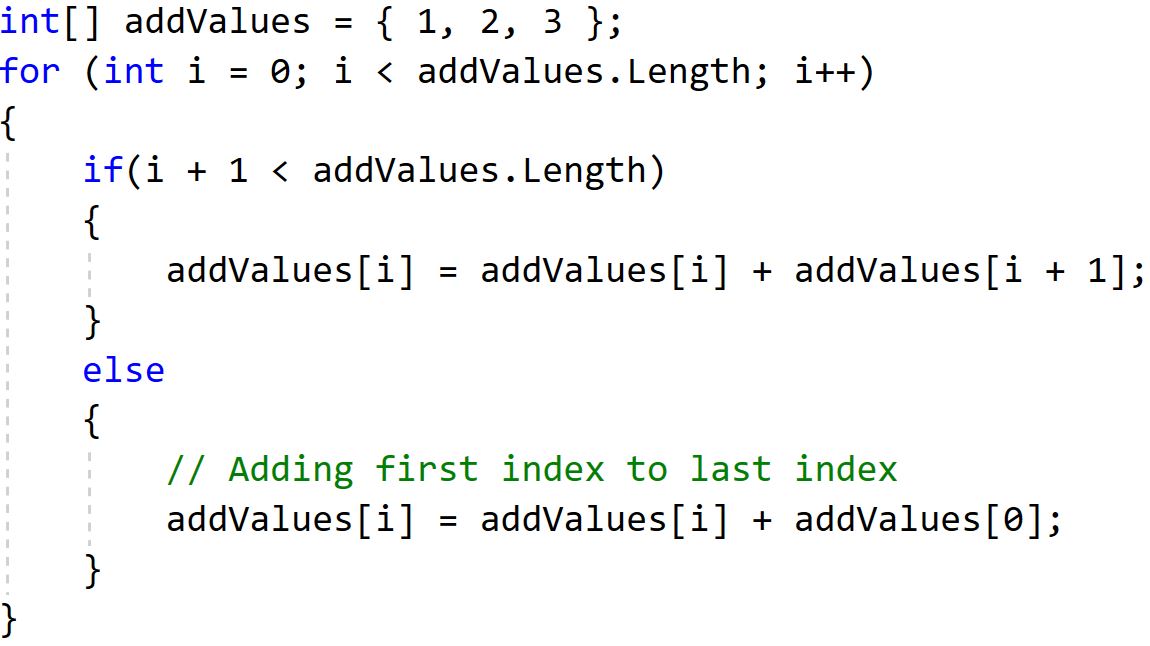 int[] addValues = { 1, 2, 3 };
for (int i = 0; i < addValues.Length; i++)
{
    if(i + 1 < addValues.Length)
    {
        addValues[i] = addValues[i] + addValues[i + 1];
    }
    else
    {
        // Adding first index to last index
        addValues[i] = addValues[i] + addValues[0];
    }
}